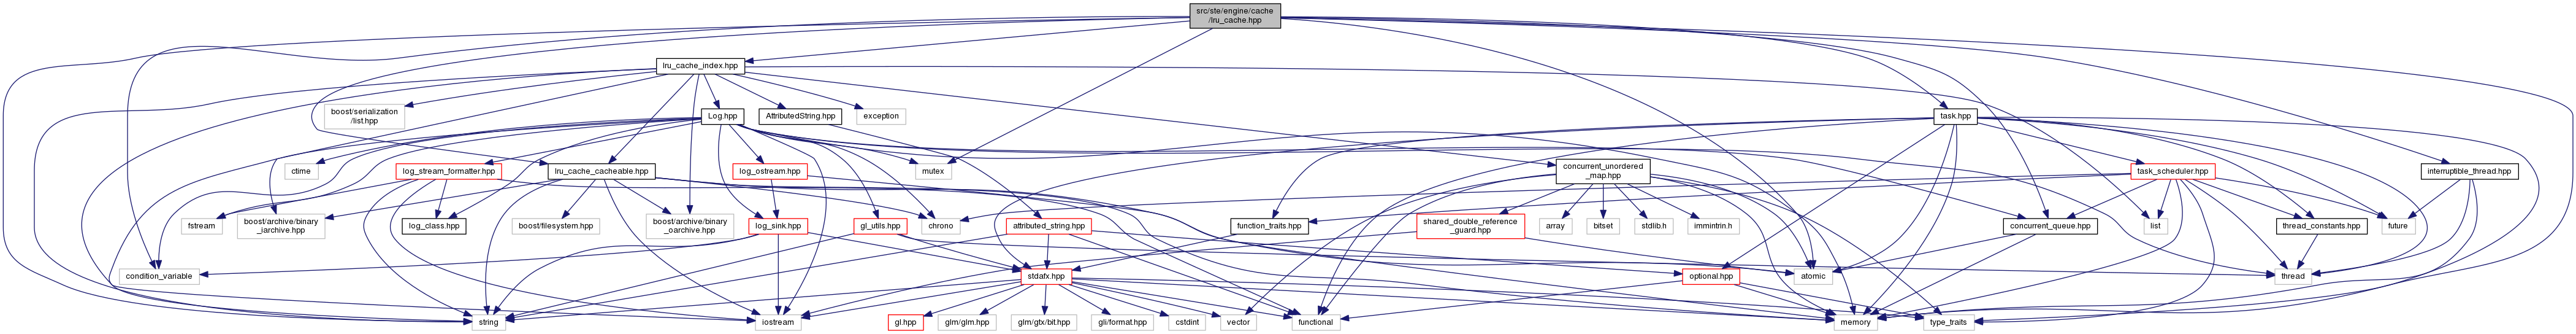 src/ste/engine/cache
/lru_cache.hpp
lru_cache_index.hpp
boost/serialization
/list.hpp
Log.hpp
AttributedString.hpp
exception
task.hpp
ctime
log_stream_formatter.hpp
lru_cache_cacheable.hpp
log_ostream.hpp
mutex
concurrent_unordered
_map.hpp
task_scheduler.hpp
interruptible_thread.hpp
fstream
boost/archive/binary
_iarchive.hpp
log_class.hpp
boost/filesystem.hpp
boost/archive/binary
_oarchive.hpp
log_sink.hpp
gl_utils.hpp
chrono
attributed_string.hpp
function_traits.hpp
shared_double_reference
_guard.hpp
array
bitset
stdlib.h
immintrin.h
concurrent_queue.hpp
list
thread_constants.hpp
future
condition_variable
stdafx.hpp
optional.hpp
atomic
thread
string
iostream
gl.hpp
glm/glm.hpp
glm/gtx/bit.hpp
gli/format.hpp
cstdint
vector
functional
memory
type_traits